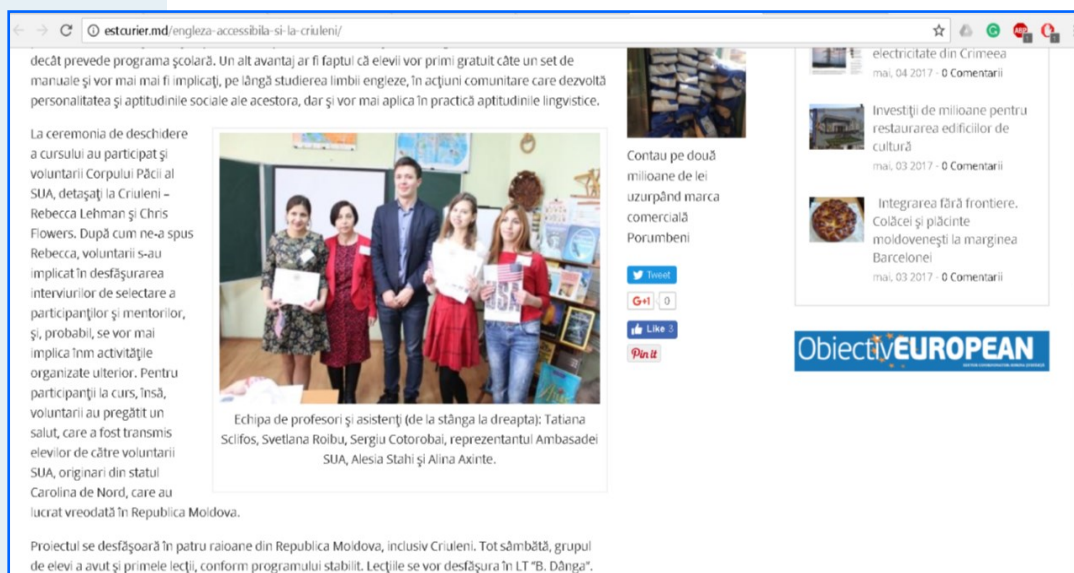 estcurier.md/engleza-accessibila-si-la-criuleni/
decât prevede programa școlară. Un alt avantaj ar fi faptul că elevii vor primi gratuit câte un set de
manuale și vor mai mai fi implicați, pe lângă studierea limbii engleze, în acțiuni comunitare care dezvoltă
personalitatea și aptitudinile sociale ale acestora, dar și vor mai aplica în practică aptitudinile lingvistice.
La ceremonia de deschidere
a cursului au participat și
voluntarii Corpului Păcii al
SUA, detașați la Criuleni –
Rebecca Lehman și Chris
Flowers. După cum ne-a spus
Rebecca, voluntarii s-au
implicat în desfășurarea
interviurilor de selectare a
participanților și mentorilor,
și, probabil, se vor mai
implica înm activitățile
organizate ulterior. Pentru
participanții la curs, însă,
voluntarii au pregătit un
salut, care a fost transmis
elevilor de către voluntarii
SUA, originari din statul
Carolina de Nord, care au
lucrat vreodată în Republica Moldova.
Echipa de profesori și asistenți (de la stânga la dreapta): Tatiana
Sclifos, Svetlana Roibu, Sergiu Cotorobai, reprezentantul Ambasadei
SUA, Alesia Stahi și Alina Axinte.
Proiectul se desfășoară în patru raioane din Republica Moldova, inclusiv Criuleni. Tot sâmbătă, grupul
de elevi a avut și primele lecții, conform programului stabilit. Lecțiile se vor desfășura în LT "B. Dânga".
Contau pe două
milioane de lei
uzurpând marca
comercială
Porumbeni
Tweet
G+1 0
Like 3
Pin it
electricitate din Crimeea
mai, 04 2017 - 0 Comentarii
Investiții de milioane pentru
restaurarea edificiilor de
cultură
mai, 03 2017 - 0 Comentarii
Integrarea fără frontiere.
Colăcei și plăcinte
moldovenești la marginea
Barcelonei
mai, 03 2017 - 0 Comentarii
ObiectivEUROPEAN